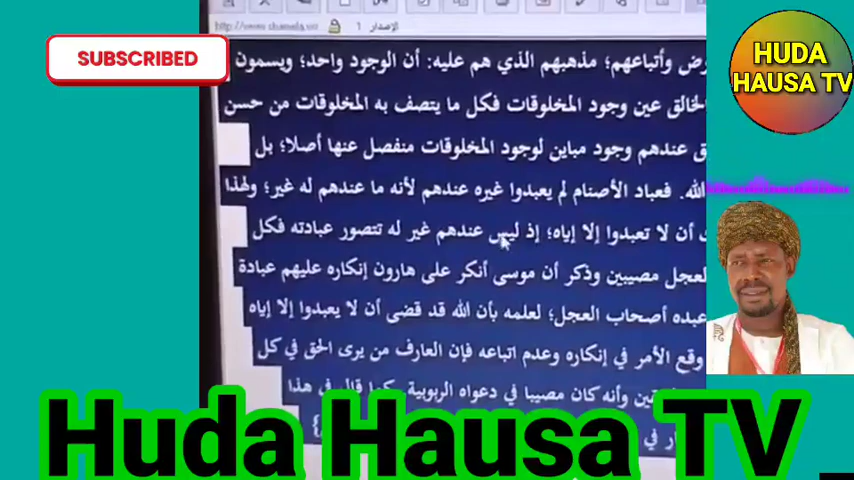 http://www.shamela.ws
الإصدار 1
SUBSCRIBED
HUDA
HAUSA TV
وأتباعهم؛ مذهبهم الذي هم عليه: أن الوجود واحد؛ ويسمون
الخالق عين وجود المخلوقات فكل ما يتصف به المخلوقات من حسن
عندهم وجود مباين لوجود المخلوقات منفصل عنها أصلا؛ بل
الله. فعباد الأصنام لم يعبدوا غيره عندهم لأنه ما عندهم له غير؛ ولهذا
أن لا تعبدوا إلا إياه؛ إذ ليس عندهم غير له تتصور عبادته فكل
العجل مصيبين وذكر أن موسى أنكر على هارون إنكاره عليهم عبادة
عبده أصحاب العجل؛ لعلمه بأن الله قد قضى أن لا يعبدوا إلا إياه
وقع الأمر في إنكاره وعدم اتباعه فإن العارف من يرى الحق في كل
وأنه كان مصيبا في دعواه الربوبية كما قال في هذا
في
Huda Hausa TV